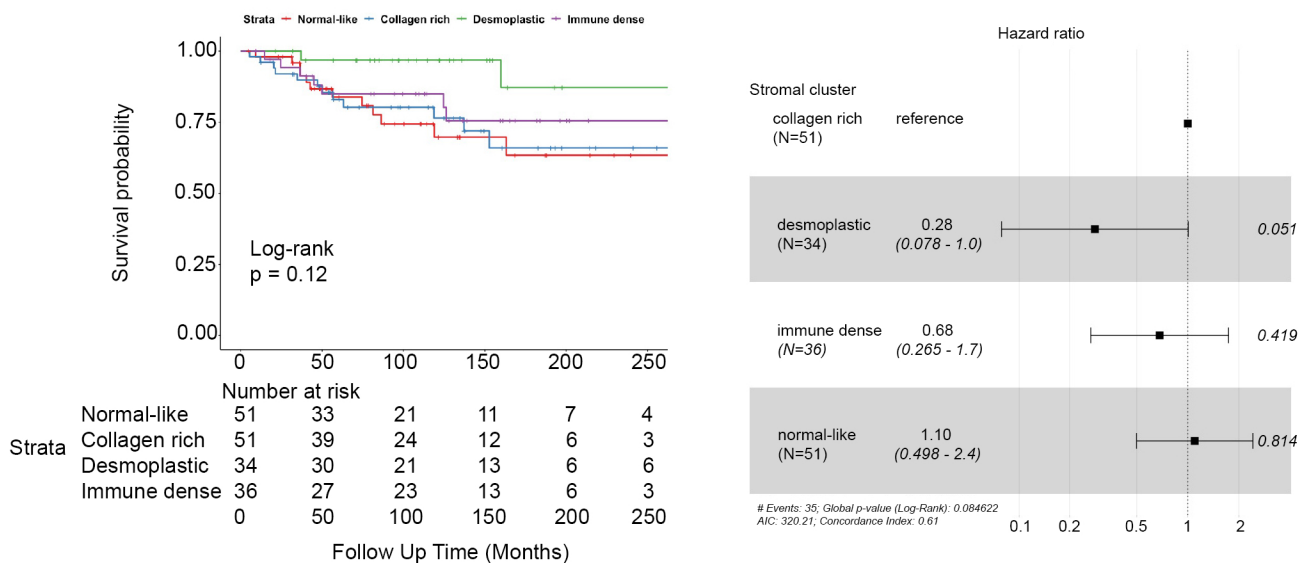 Strata Normal-like Collagen rich Desmoplastic Immune dense
Survival probability
1.00
0.75
0.50
0.25
0.00
Log-rank
p = 0.12
0 50 100 150 200 250
Number at risk
Strata
Normal-like 51 33 21 11 7 4
Collagen rich 51 39 24 12 6 3
Desmoplastic 34 30 21 13 6 6
Immune dense 36 27 23 13 6 3
0 50 100 150 200 250
Follow Up Time (Months)
Hazard ratio
Stromal cluster
collagen rich reference
(N=51)
desmoplastic 0.28 0.051
(N=34) (0.078 - 1.0)
immune dense 0.68 0.419
(N=36) (0.265 - 1.7)
normal-like 1.10 0.814
(N=51) (0.498 - 2.4)
# Events: 35; Global p-value (Log-Rank): 0.084622
AIC: 320.21; Concordance Index: 0.61
0.1 0.2 0.5 1 2